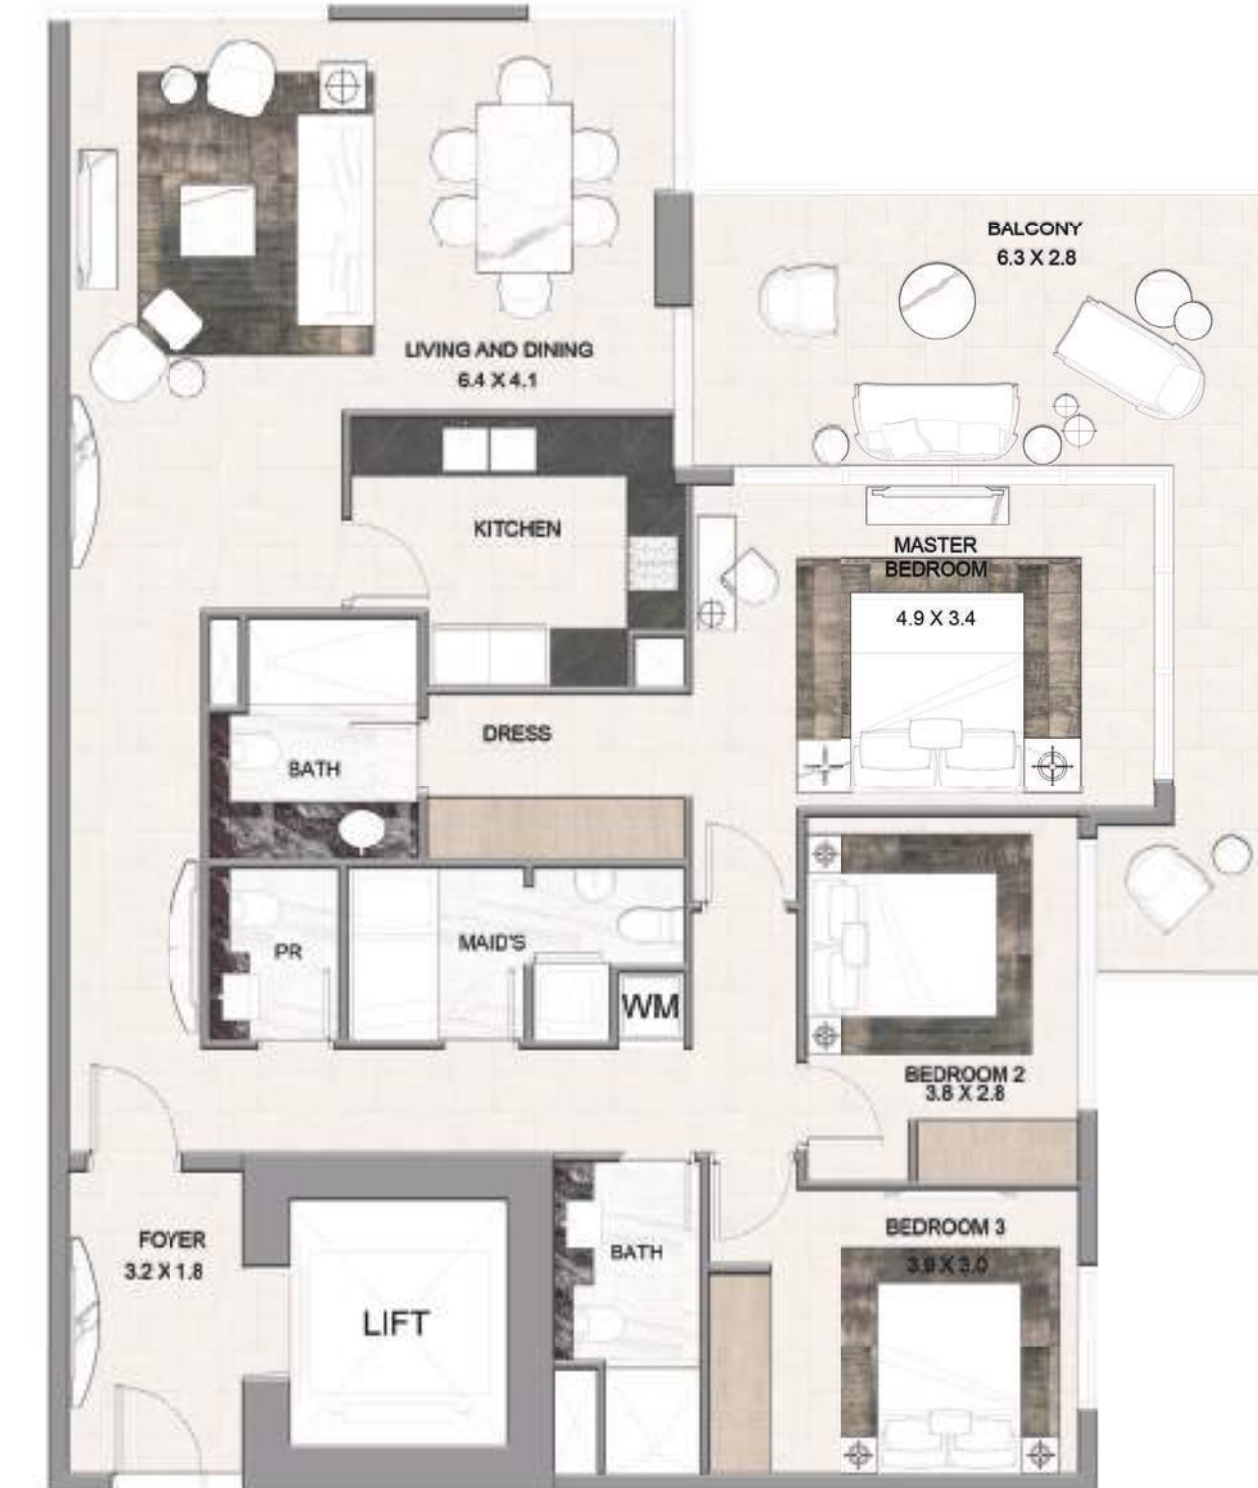 BALCONY
6.3 X 2.8
LIVING AND DINING
6.4 X 4.1
KITCHEN
MASTER
BEDROOM
4.9 X 3.4
DRESS
BATH
PR
MAID'S
WM
BEDROOM 2
3.8 X 2.8
FOYER
3.2 X 1.8
LIFT
BATH
BEDROOM 3
3.9 X 3.0